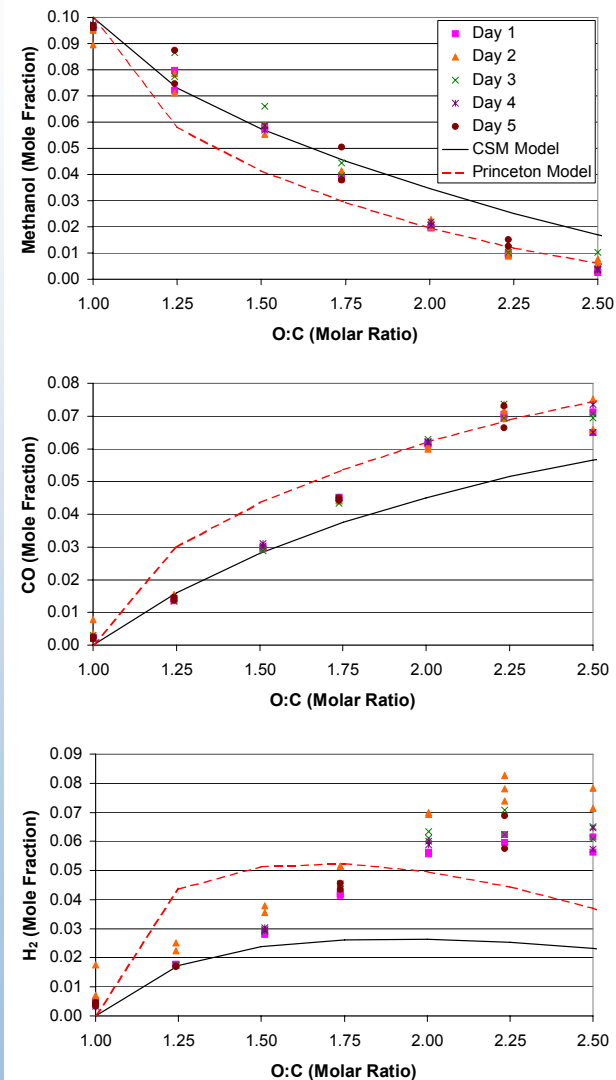 0.10
0.09
0.08
0.07
0.06
0.05
0.04
0.03
0.02
0.01
0.00
Methanol (Mole Fraction)
Day 1
Day 2
Day 3
Day 4
Day 5
CSM Model
Princeton Model
1.00 1.25 1.50 1.75 2.00 2.25 2.50
O:C (Molar Ratio)
0.08
0.07
0.06
0.05
0.04
0.03
0.02
0.01
0.00
CO (Mole Fraction)
1.00 1.25 1.50 1.75 2.00 2.25 2.50
O:C (Molar Ratio)
0.09
0.08
0.07
0.06
0.05
0.04
0.03
0.02
0.01
0.00
H₂ (Mole Fraction)
1.00 1.25 1.50 1.75 2.00 2.25 2.50
O:C (Molar Ratio)